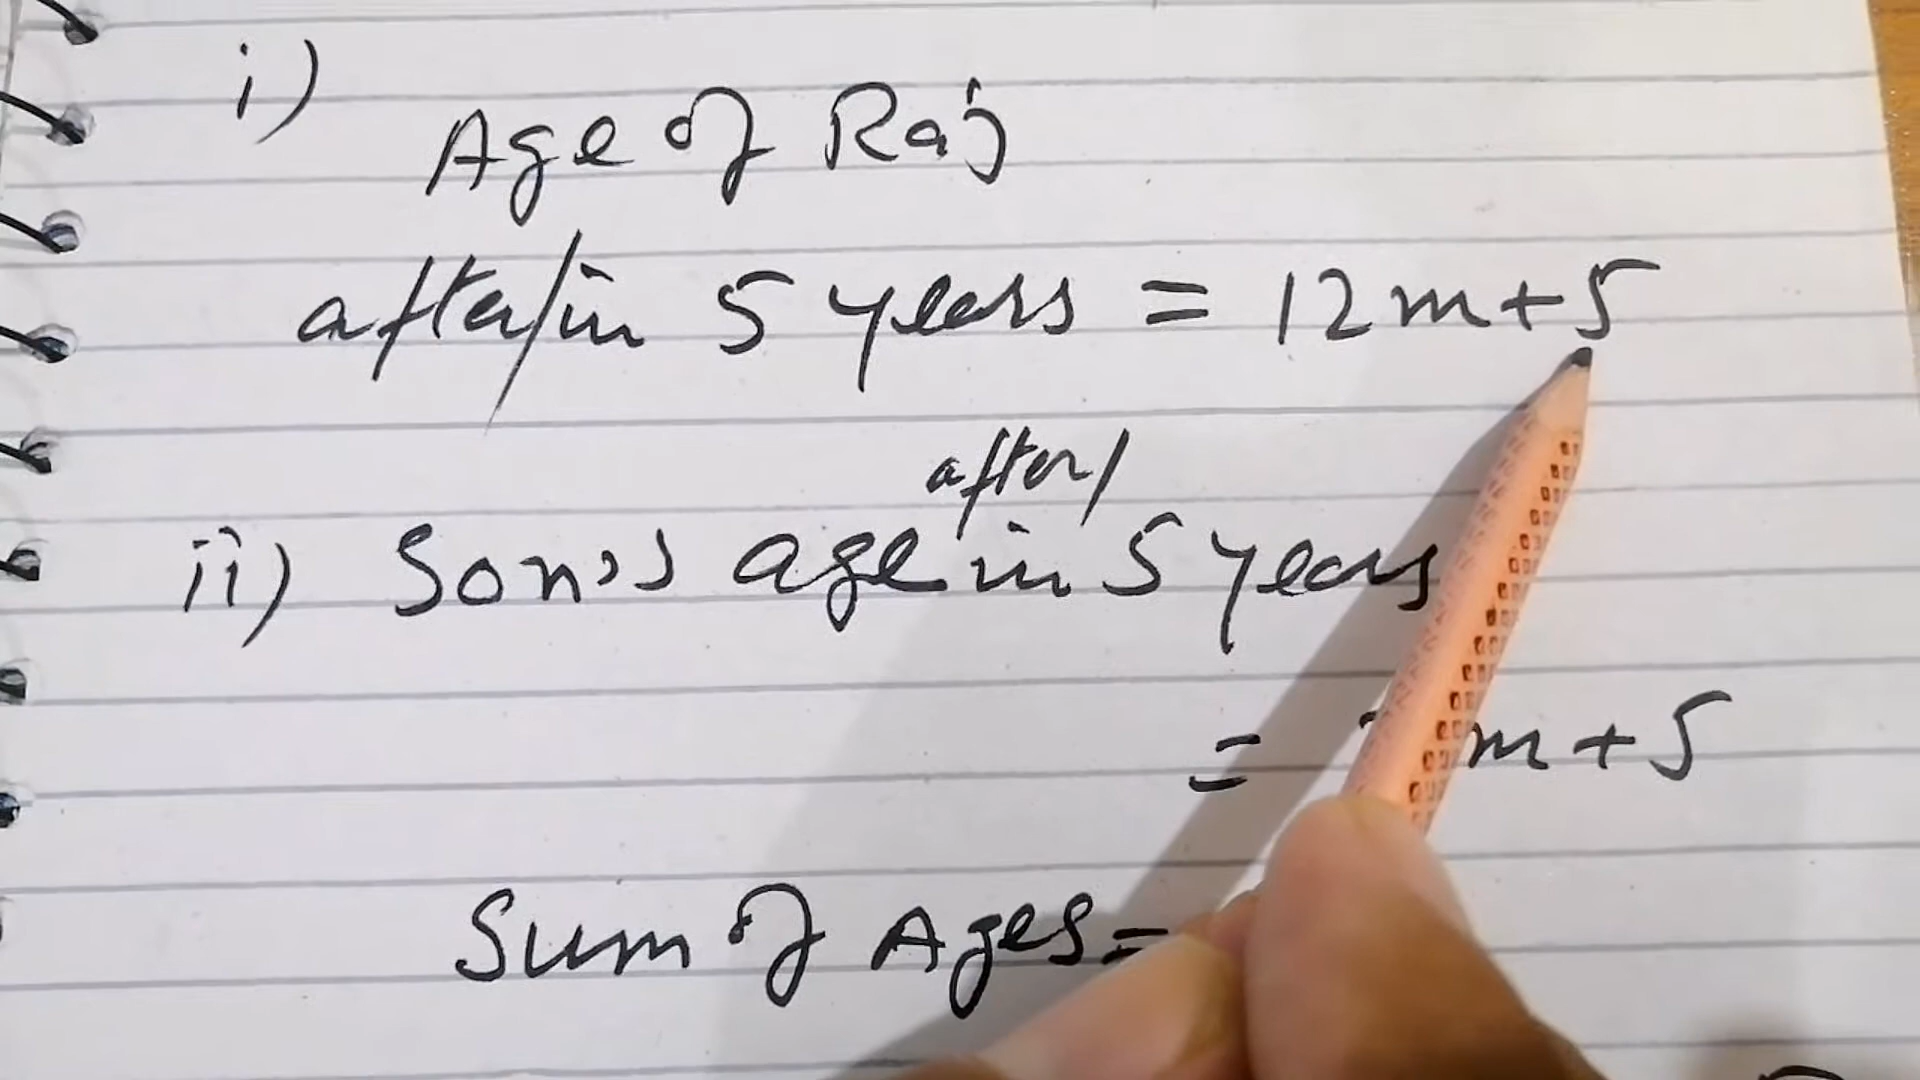 i)
Age of Raj
after/in 5 years = 12m+5
after/
ii) Son's age in 5 years
= m+5
Sum of Ages=